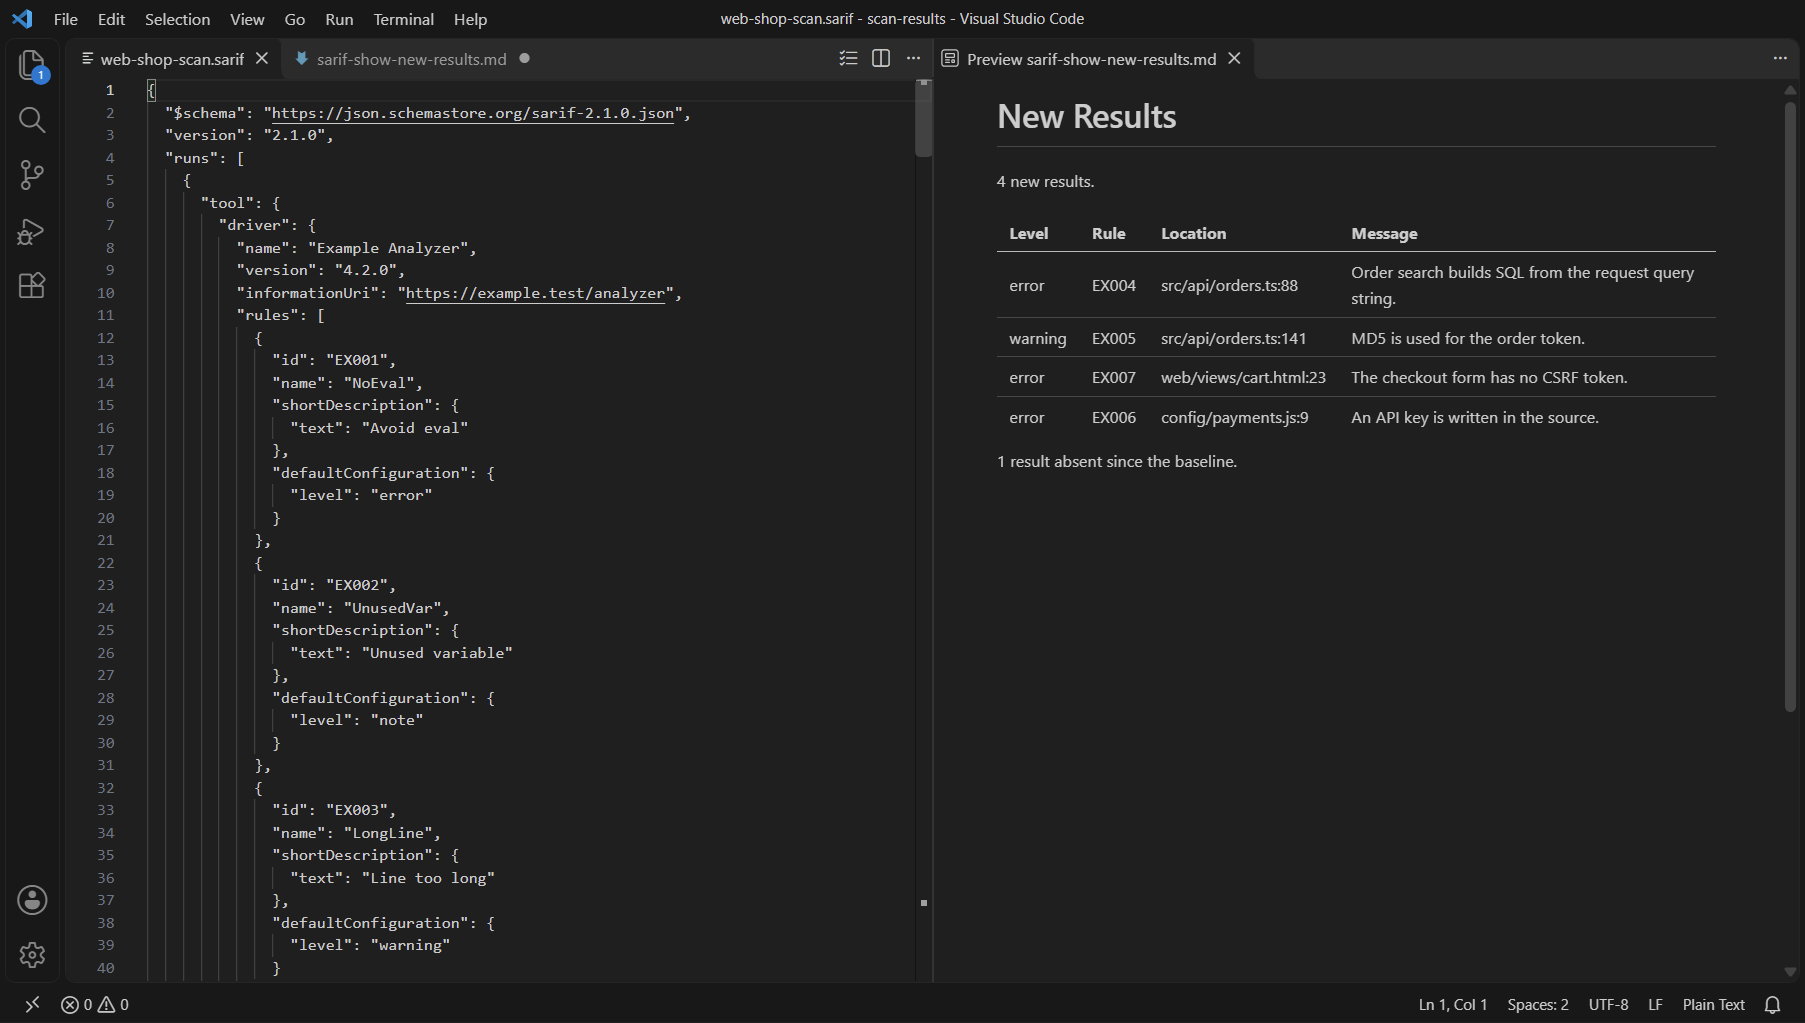 File Edit Selection View Go Run Terminal Help
web-shop-scan.sarif - scan-results - Visual Studio Code
1
web-shop-scan.sarif
sarif-show-new-results.md
1 {
2 "$schema": "https://json.schemastore.org/sarif-2.1.0.json",
3 "version": "2.1.0",
4 "runs": [
5 {
6 "tool": {
7 "driver": {
8 "name": "Example Analyzer",
9 "version": "4.2.0",
10 "informationUri": "https://example.test/analyzer",
11 "rules": [
12 {
13 "id": "EX001",
14 "name": "NoEval",
15 "shortDescription": {
16 "text": "Avoid eval"
17 },
18 "defaultConfiguration": {
19 "level": "error"
20 }
21 },
22 {
23 "id": "EX002",
24 "name": "UnusedVar",
25 "shortDescription": {
26 "text": "Unused variable"
27 },
28 "defaultConfiguration": {
29 "level": "note"
30 }
31 },
32 {
33 "id": "EX003",
34 "name": "LongLine",
35 "shortDescription": {
36 "text": "Line too long"
37 },
38 "defaultConfiguration": {
39 "level": "warning"
40 }
Preview sarif-show-new-results.md
New Results
4 new results.
Level Rule Location Message
error EX004 src/api/orders.ts:88 Order search builds SQL from the request query
string.
warning EX005 src/api/orders.ts:141 MD5 is used for the order token.
error EX007 web/views/cart.html:23 The checkout form has no CSRF token.
error EX006 config/payments.js:9 An API key is written in the source.
1 result absent since the baseline.
0 0
Ln 1, Col 1 Spaces: 2 UTF-8 LF Plain Text